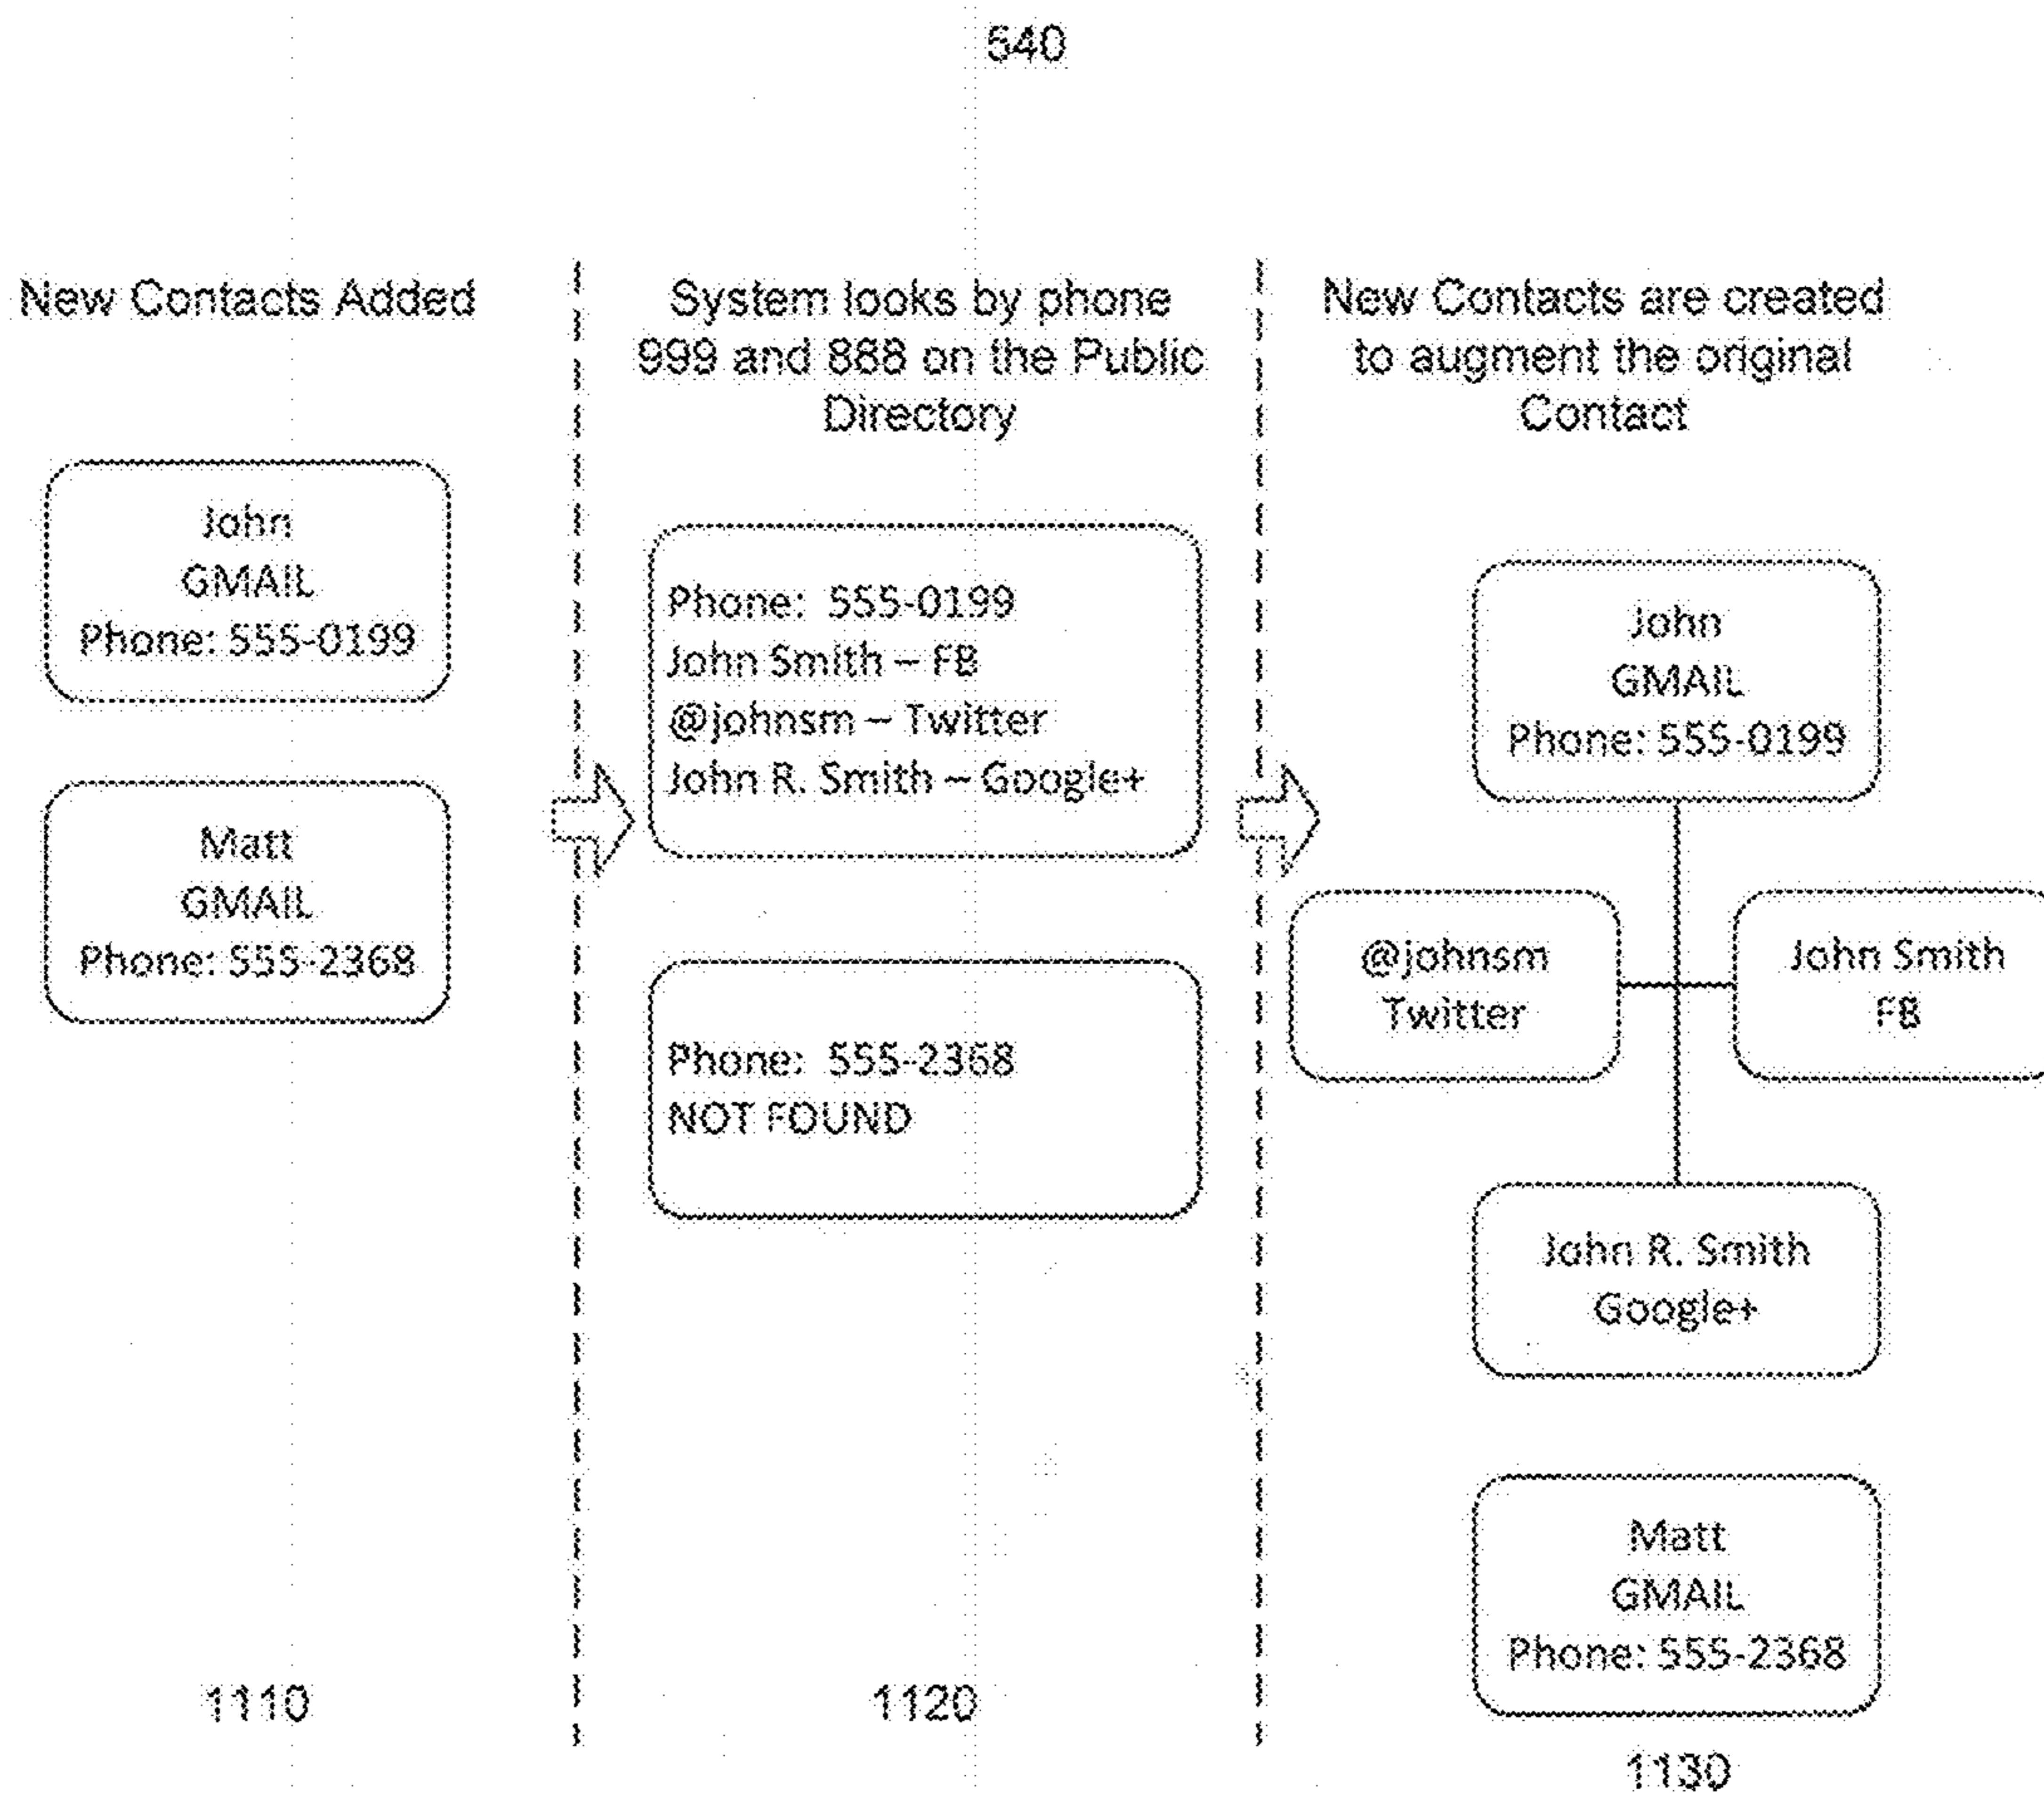 540
New Contacts Added
John
GMAIL
Phone: 555-0199
Matt
GMAIL
Phone: 555-2368
1110
System looks by phone
999 and 888 on the Public
Directory
Phone: 555-0199
John Smith – FB
@johnsm – Twitter
John R. Smith – Google+
Phone: 555-2368
NOT FOUND
1120
New Contacts are created
to augment the original
Contact
John
GMAIL
Phone: 555-0199
@johnsm
Twitter
John Smith
FB
John R. Smith
Google+
Matt
GMAIL
Phone: 555-2368
1130